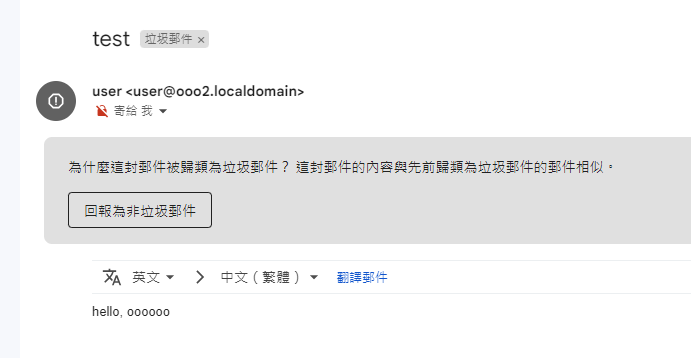 test 垃圾郵件 ×
user <user@ooo2.localdomain>
寄給 我
為什麼這封郵件被歸類為垃圾郵件？ 這封郵件的內容與先前歸類為垃圾郵件的郵件相似。
回報為非垃圾郵件
英文 中文（繁體） 翻譯郵件
hello, oooooo